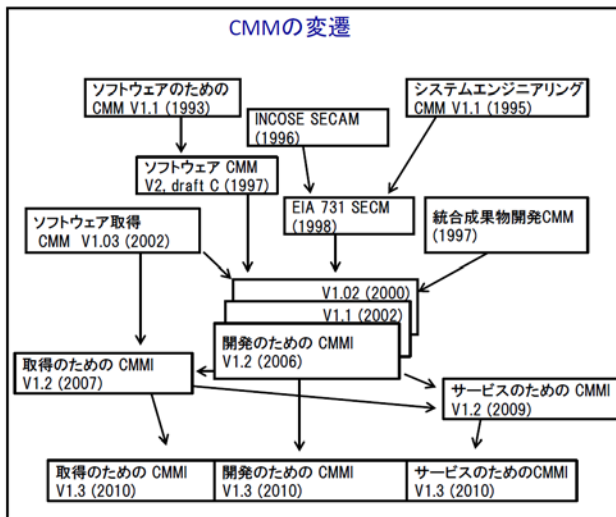 CMMの変遷
ソフトウェアのための
CMM V1.1 (1993)
システムエンジニアリング
CMM V1.1 (1995)
INCOSE SECAM
(1996)
ソフトウェア CMM
V2, draft C (1997)
EIA 731 SECM
(1998)
統合成果物開発CMM
(1997)
ソフトウェア取得
CMM V1.03 (2002)
V1.02 (2000)
V1.1 (2002)
開発のための CMMI
V1.2 (2006)
取得のための CMMI
V1.2 (2007)
サービスのための CMMI
V1.2 (2009)
取得のための CMMI
V1.3 (2010)
開発のための CMMI
V1.3 (2010)
サービスのためのCMMI
V1.3 (2010)